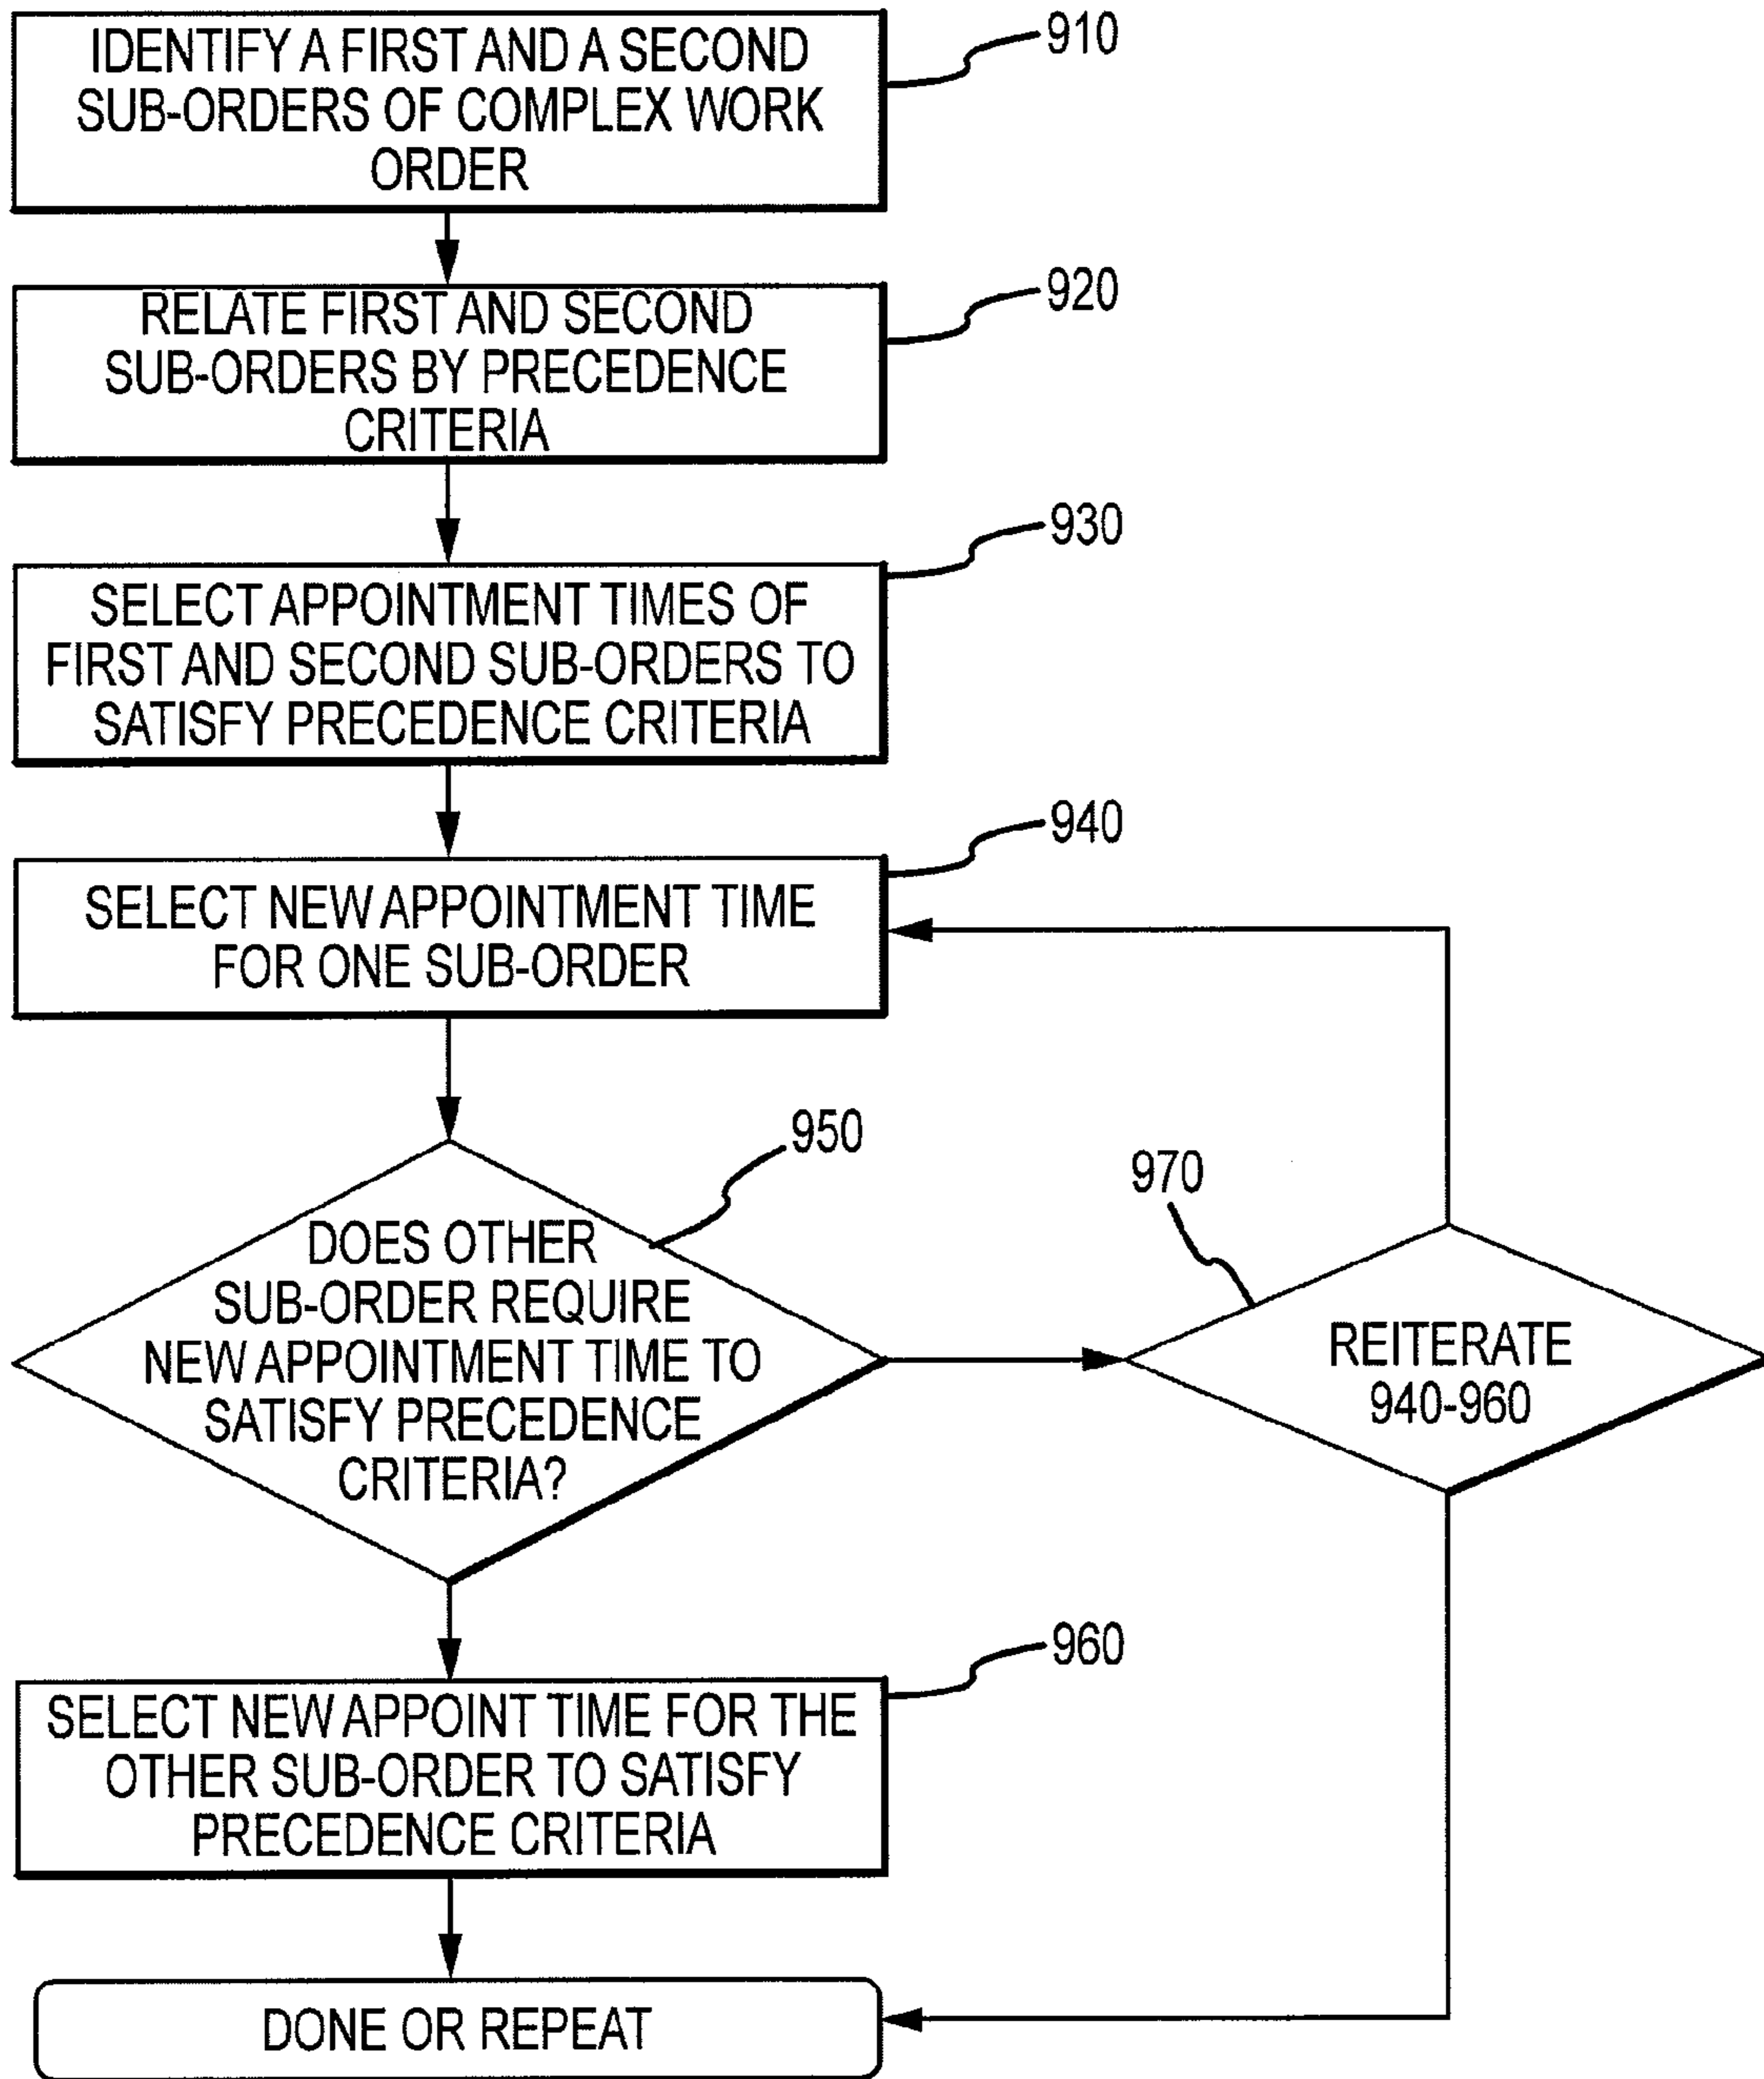 IDENTIFY A FIRST AND A SECOND
SUB-ORDERS OF COMPLEX WORK
ORDER
910
RELATE FIRST AND SECOND
SUB-ORDERS BY PRECEDENCE
CRITERIA
920
SELECT APPOINTMENT TIMES OF
FIRST AND SECOND SUB-ORDERS TO
SATISFY PRECEDENCE CRITERIA
930
SELECT NEW APPOINTMENT TIME
FOR ONE SUB-ORDER
940
DOES OTHER
SUB-ORDER REQUIRE
NEW APPOINTMENT TIME TO
SATISFY PRECEDENCE
CRITERIA?
950
REITERATE
940-960
970
SELECT NEW APPOINT TIME FOR THE
OTHER SUB-ORDER TO SATISFY
PRECEDENCE CRITERIA
960
DONE OR REPEAT